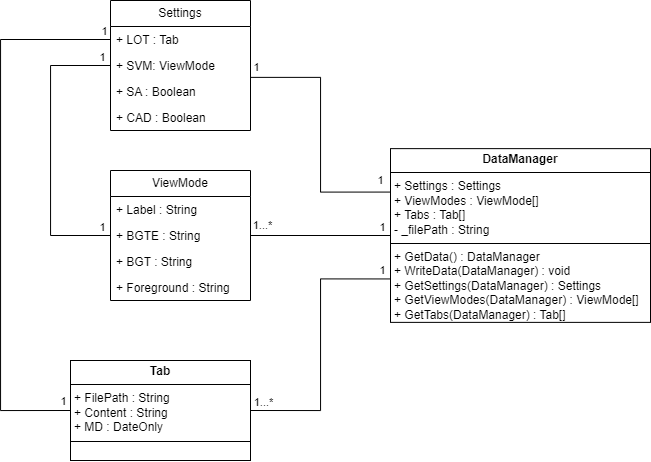 Settings
+ LOT : Tab
+ SVM: ViewMode
+ SA : Boolean
+ CAD : Boolean
1
1
1
ViewMode
+ Label : String
+ BGTE : String
+ BGT : String
+ Foreground : String
1
1...*
DataManager
+ Settings : Settings
+ ViewModes : ViewMode[]
+ Tabs : Tab[]
- _filePath : String
+ GetData() : DataManager
+ WriteData(DataManager) : void
+ GetSettings(DataManager) : Settings
+ GetViewModes(DataManager) : ViewMode[]
+ GetTabs(DataManager) : Tab[]
1
1
1
Tab
+ FilePath : String
+ Content : String
+ MD : DateOnly
1
1...*